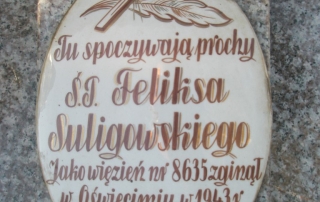 Tu spoczywają prochy
Ś.P. Feliksa
Suligowskiego
Jako więzień nr 8635 zginął
w Oświęcimiu w 1943 r.